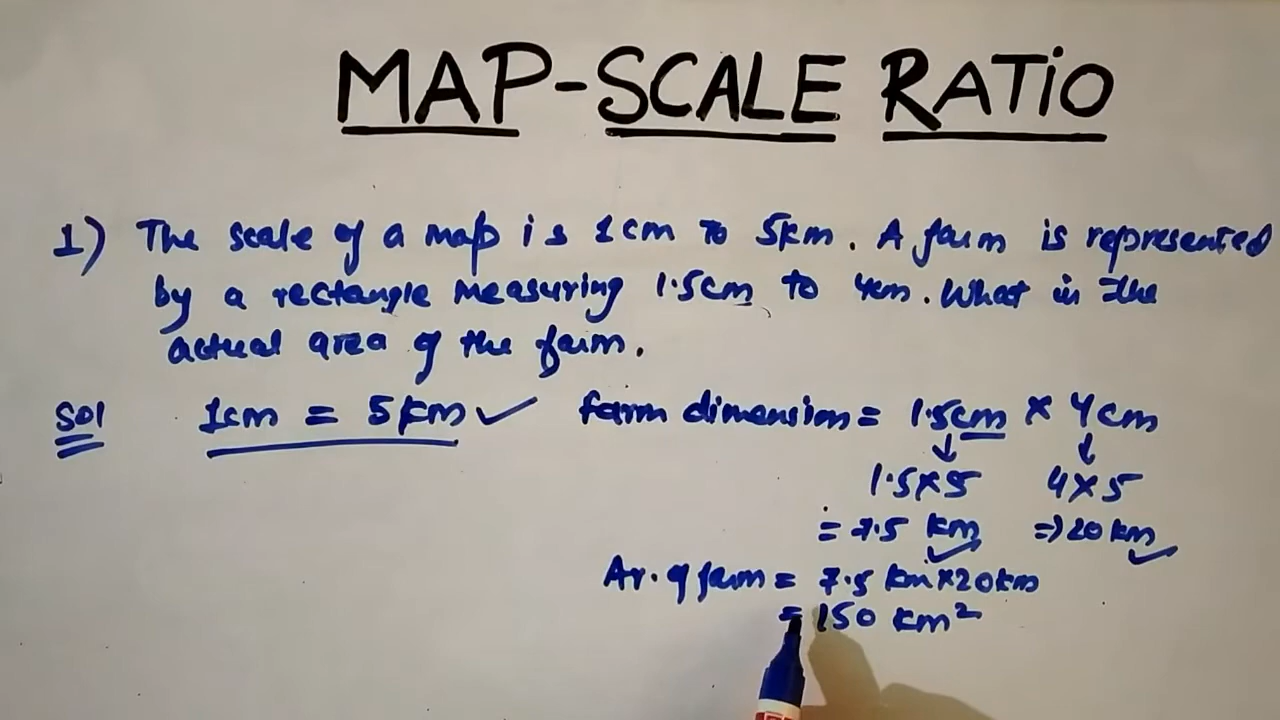 MAP-SCALE RATiO
1) The scale of a map is 1cm to 5km. A farm is represented
by a rectangle measuring 1.5cm to 4cm. What is the
actual area of the farm.
Sol 1cm = 5km ✓ farm dimension = 1.5cm × 4cm
↓ ↓
1.5×5 4×5
= 7.5 km ⇒ 20 km
Ar. of farm = 7.5 km × 20 km
= 150 km²